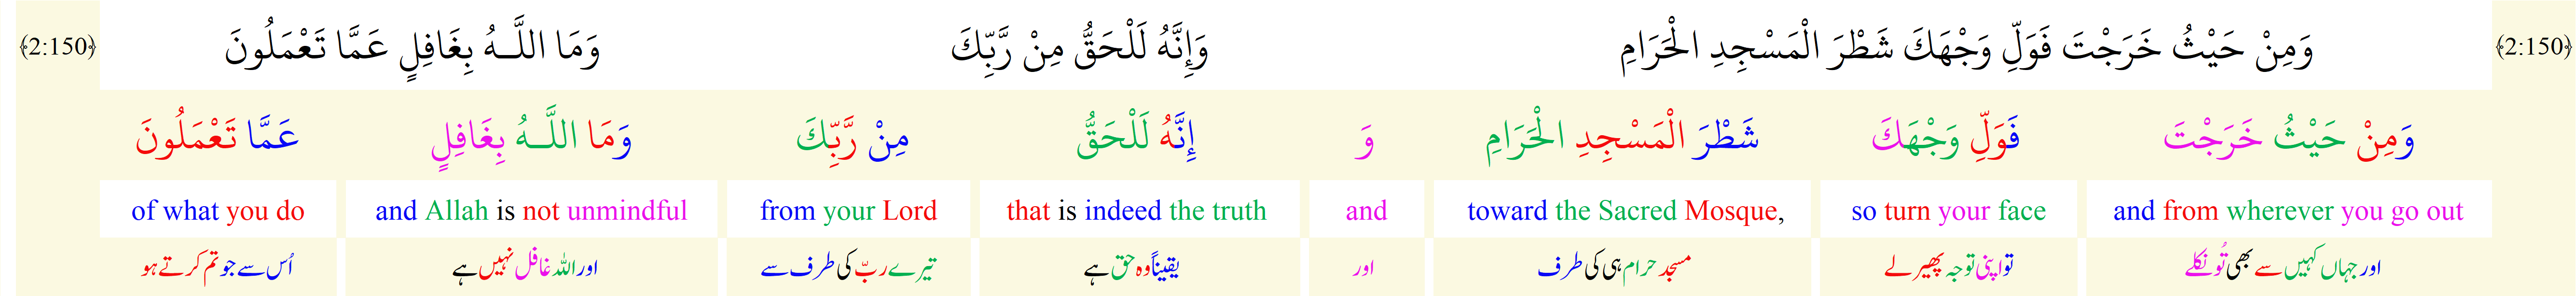 ﴿2:150﴾ وَمِنْ حَيْثُ خَرَجْتَ فَوَلِّ وَجْهَكَ شَطْرَ الْمَسْجِدِ الْحَرَامِ وَإِنَّهُ لَلْحَقُّ مِنْ رَّبِّكَ وَمَا اللَّـهُ بِغَافِلٍ عَمَّا تَعْمَلُونَ ﴿2:150﴾
وَمِنْ حَيْثُ خَرَجْتَ فَوَلِّ وَجْهَكَ شَطْرَ الْمَسْجِدِ الْحَرَامِ وَ إِنَّهُ لَلْحَقُّ مِنْ رَّبِّكَ وَمَا اللَّـهُ بِغَافِلٍ عَمَّا تَعْمَلُونَ
and from wherever you go out so turn your face toward the Sacred Mosque, and that is indeed the truth from your Lord and Allah is not unmindful of what you do
اور جہاں کہیں سے بھی تُو نکلے تو اپنی توجہ پھیر لے مسجد حرام ہی کی طرف اور یقیناً وہ حق ہے تیرے ربّ کی طرف سے اور اللہ غافل نہیں ہے اُس سے جو تم کرتے ہو